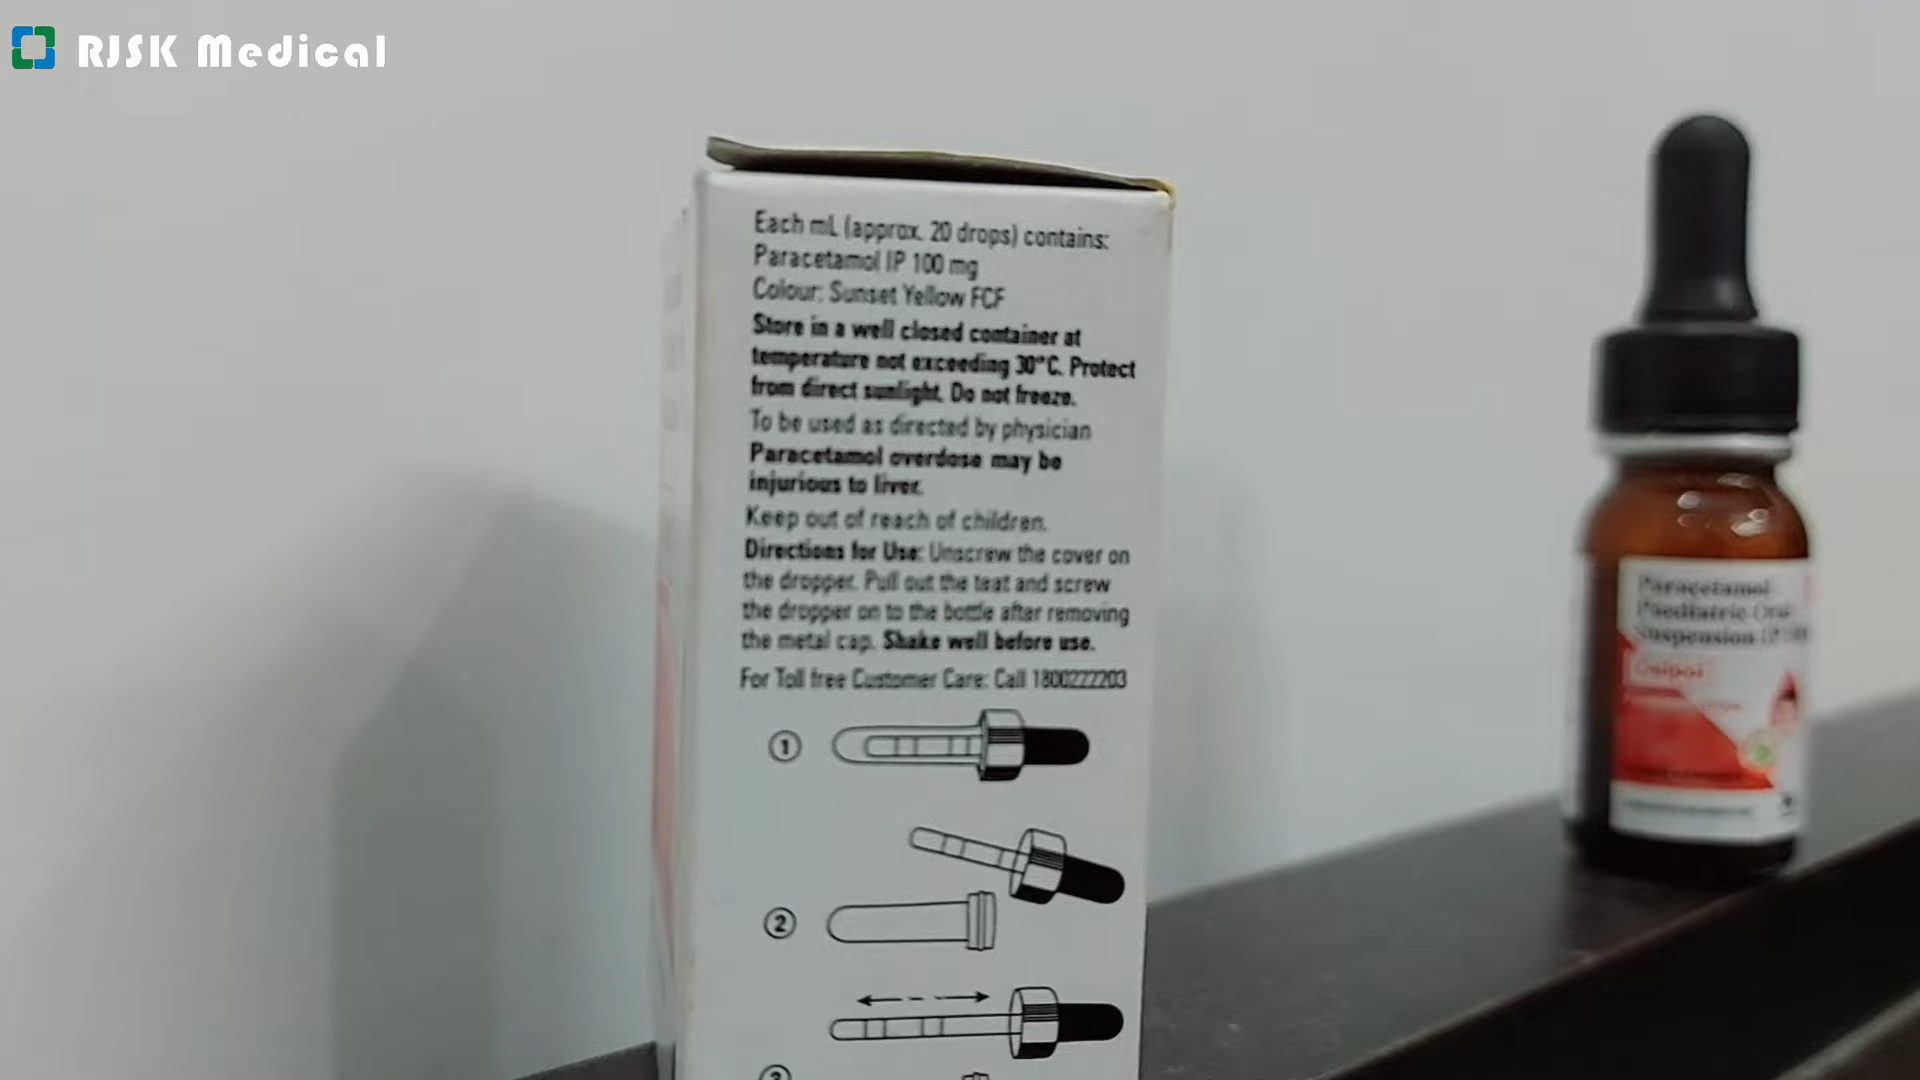 RJSK Medical
Each mL (approx. 20 drops) contains:
Paracetamol IP 100 mg
Colour: Sunset Yellow FCF
Store in a well closed container at
temperature not exceeding 30°C. Protect
from direct sunlight. Do not freeze.
To be used as directed by physician
Paracetamol overdose may be
injurious to liver.
Keep out of reach of children.
Directions for Use: Unscrew the cover on
the dropper. Pull out the teat and screw
the dropper on to the bottle after removing
the metal cap. Shake well before use.
For Toll free Customer Care: Call 1800222203
1
2
Paracetamol
Paediatric Oral
Suspension IP
Calpol